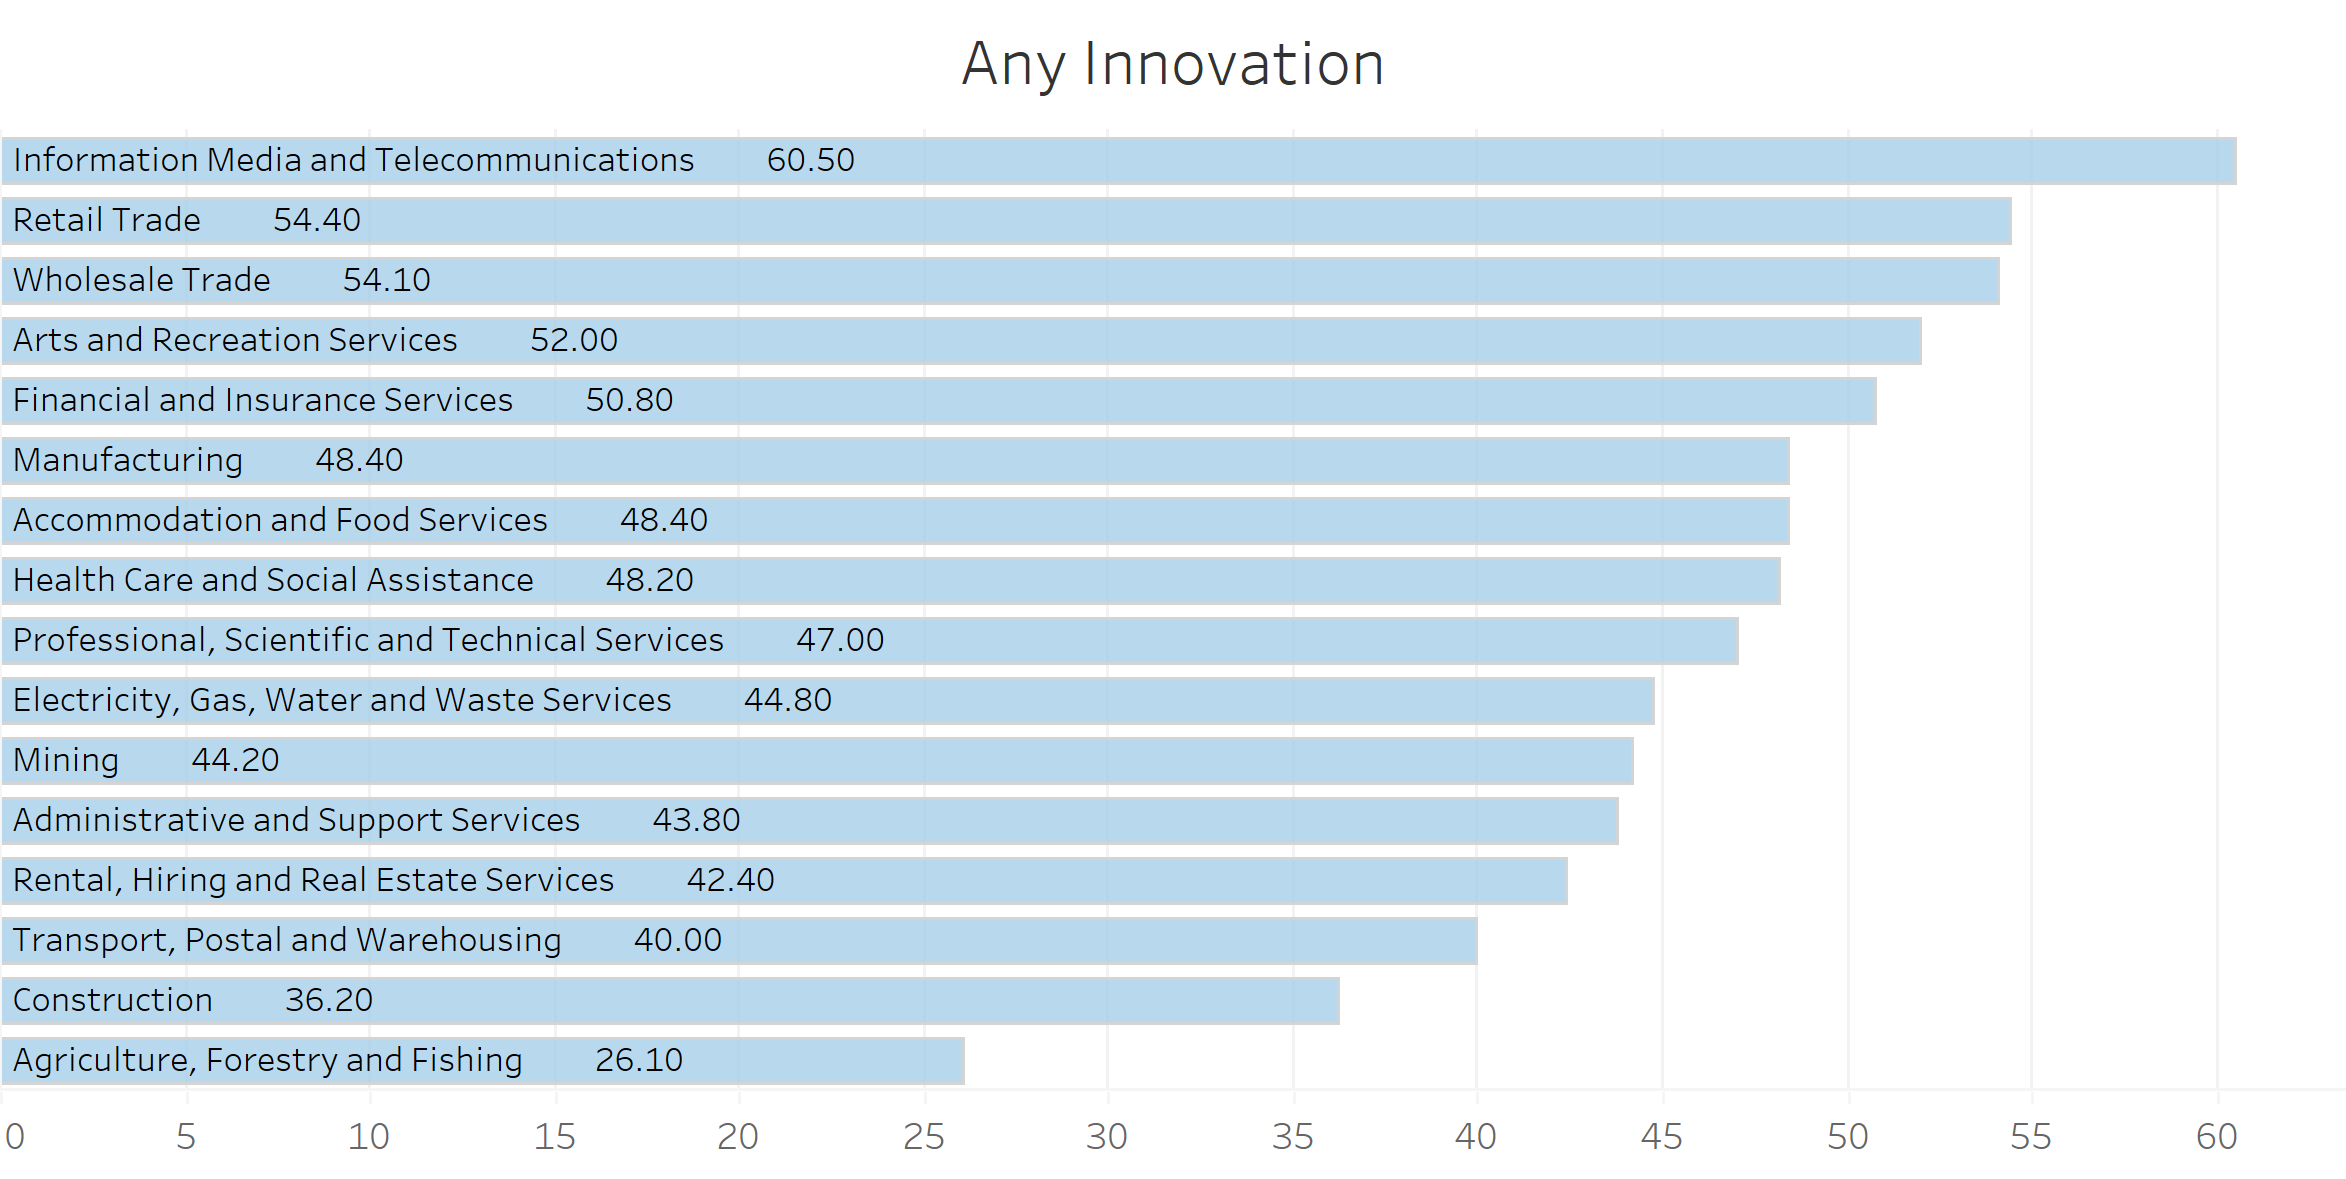 Any Innovation
Information Media and Telecommunications 60.50
Retail Trade 54.40
Wholesale Trade 54.10
Arts and Recreation Services 52.00
Financial and Insurance Services 50.80
Manufacturing 48.40
Accommodation and Food Services 48.40
Health Care and Social Assistance 48.20
Professional, Scientific and Technical Services 47.00
Electricity, Gas, Water and Waste Services 44.80
Mining 44.20
Administrative and Support Services 43.80
Rental, Hiring and Real Estate Services 42.40
Transport, Postal and Warehousing 40.00
Construction 36.20
Agriculture, Forestry and Fishing 26.10
0 5 10 15 20 25 30 35 40 45 50 55 60